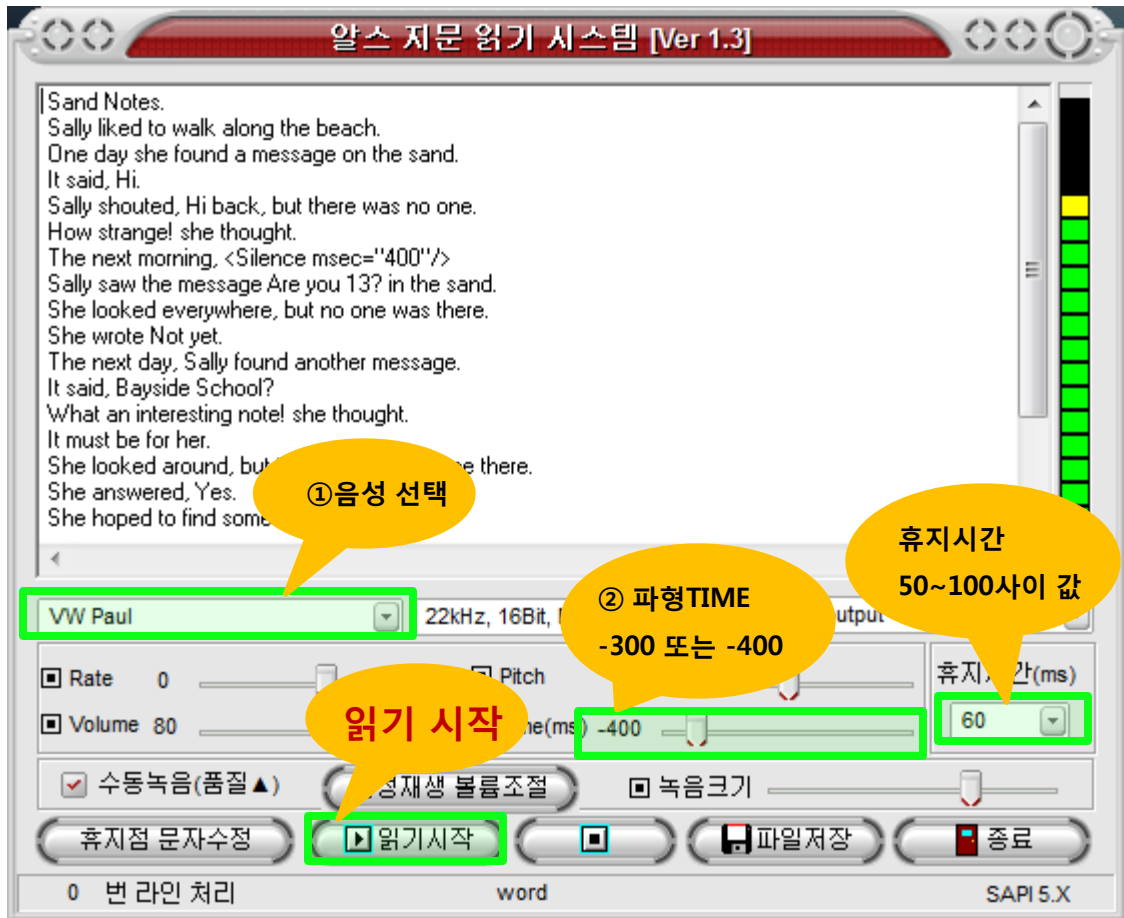 알스 지문 읽기 시스템 [Ver 1.3]
Sand Notes.
Sally liked to walk along the beach.
One day she found a message on the sand.
It said, Hi.
Sally shouted, Hi back, but there was no one.
How strange! she thought.
The next morning, <Silence msec="400"/>
Sally saw the message Are you 13? in the sand.
She looked everywhere, but no one was there.
She wrote Not yet.
The next day, Sally found another message.
It said, Bayside School?
What an interesting note! she thought.
It must be for her.
She looked around, but there.
She answered, Yes.
She hoped to find
①음성 선택
휴지시간
50~100사이 값
② 파형TIME
-300 또는 -400
VW Paul
22kHz, 16Bit,
Rate 0
Pitch
휴지시간(ms)
Volume 80
-400
60
읽기 시작
수동녹음(품질▲)
볼륨조절
녹음크기
휴지점 문자수정
읽기시작
파일저장
종료
0 번 라인 처리
word
SAPI 5.X